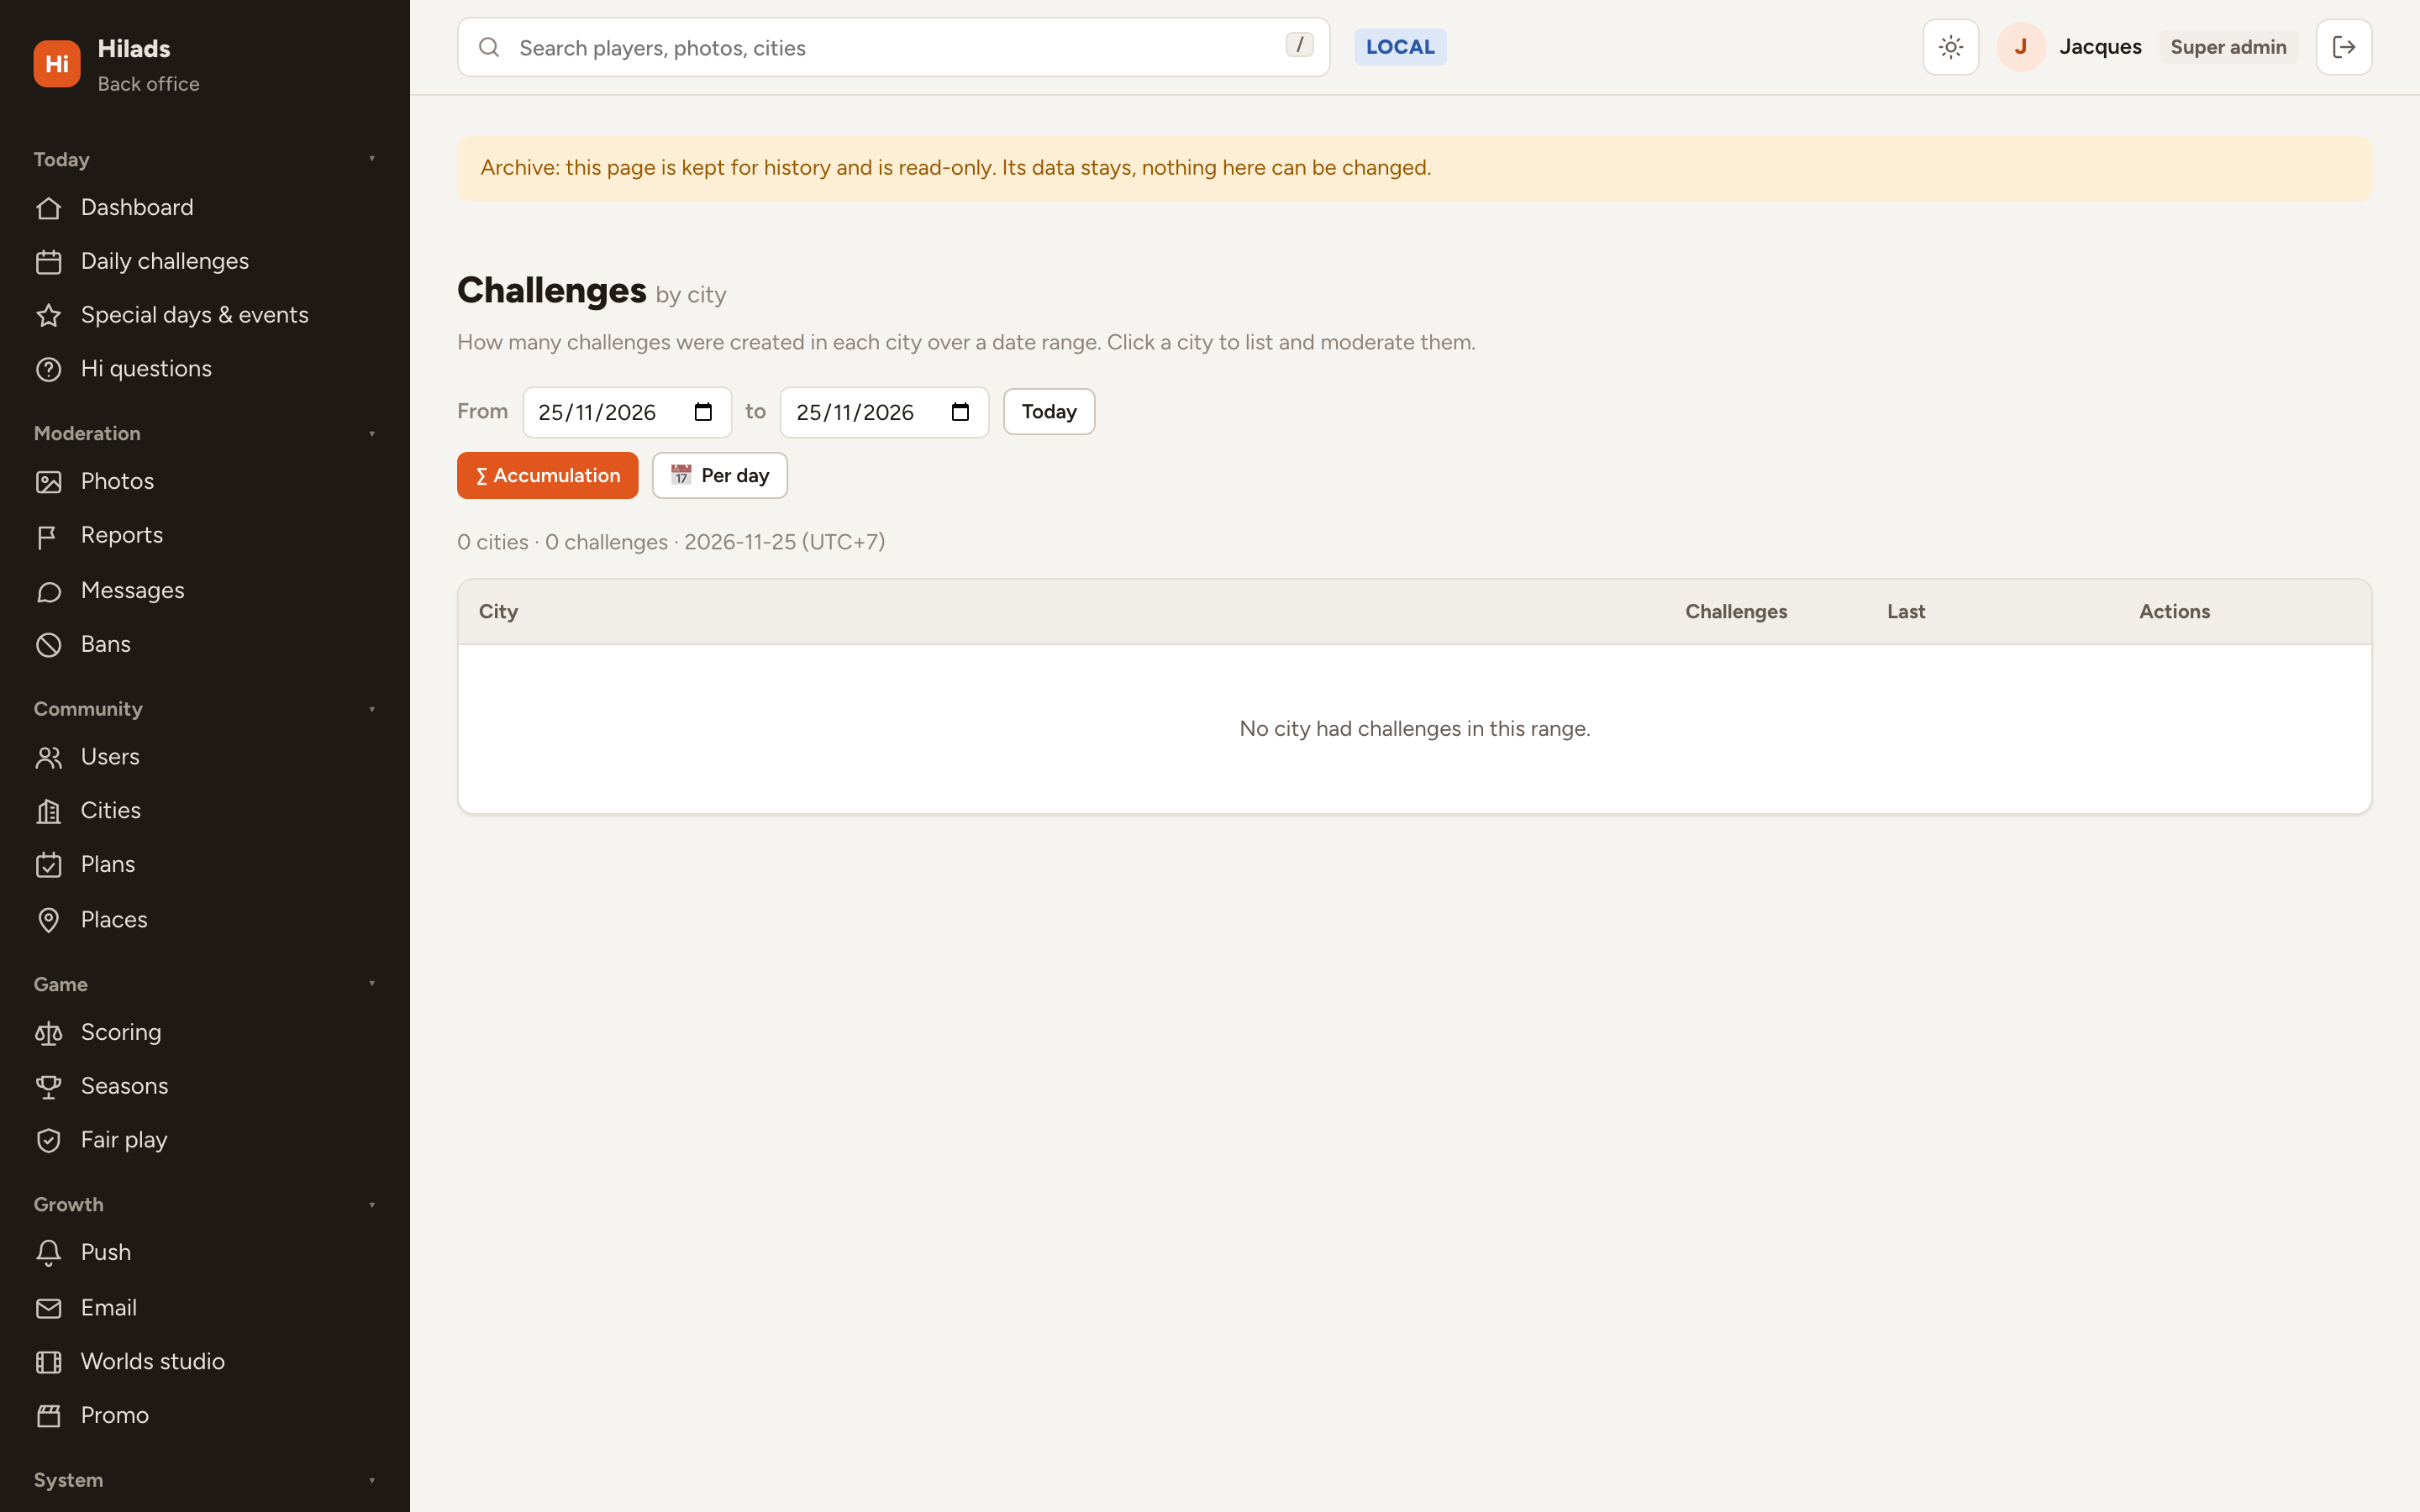 Hi
Hilads
Back office
Today
Dashboard
Daily challenges
Special days & events
Hi questions
Moderation
Photos
Reports
Messages
Bans
Community
Users
Cities
Plans
Places
Game
Scoring
Seasons
Fair play
Growth
Push
Email
Worlds studio
Promo
System
Search players, photos, cities /
LOCAL
J Jacques Super admin
Archive: this page is kept for history and is read-only. Its data stays, nothing here can be changed.
Challenges by city
How many challenges were created in each city over a date range. Click a city to list and moderate them.
From 25/11/2026 to 25/11/2026 Today
∑ Accumulation 17 Per day
0 cities · 0 challenges · 2026-11-25 (UTC+7)
City Challenges Last Actions
No city had challenges in this range.